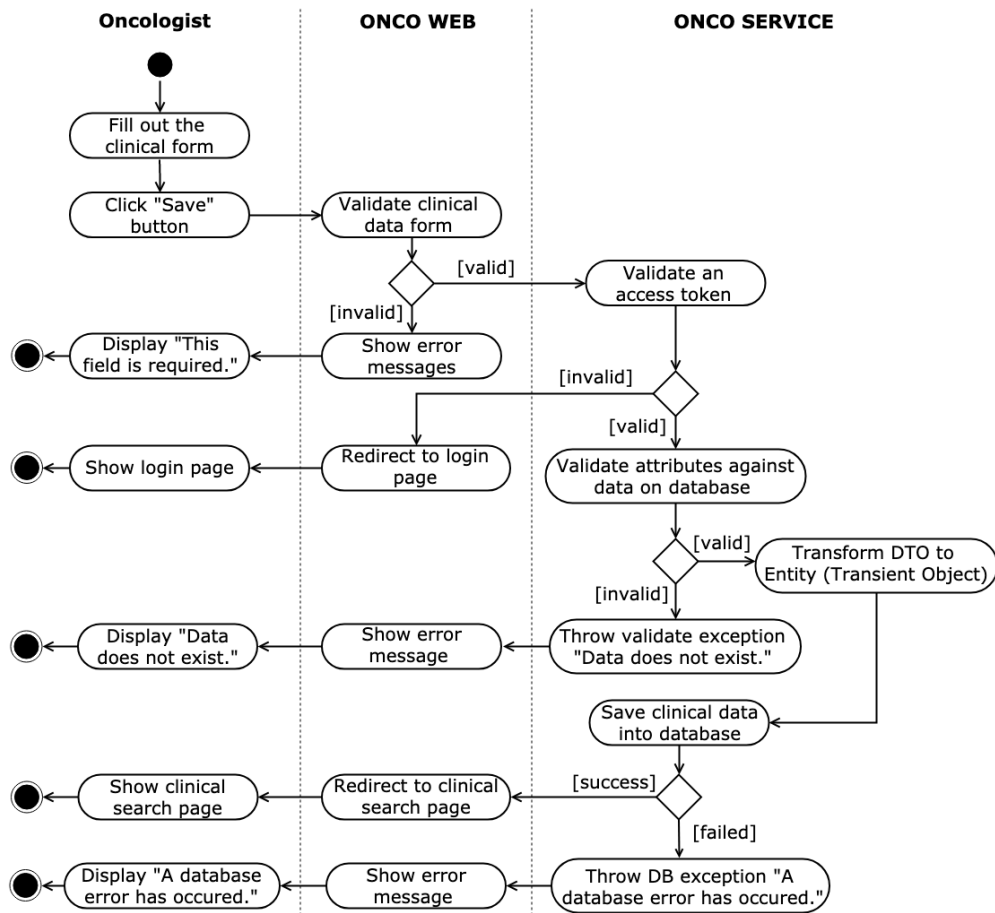 Oncologist
ONCO WEB
ONCO SERVICE
Fill out the
clinical form
Click "Save"
button
Validate clinical
data form
[valid]
Validate an
access token
[invalid]
Display "This
field is required."
Show error
messages
[invalid]
[valid]
Show login page
Redirect to login
page
Validate attributes against
data on database
[valid]
Transform DTO to
Entity (Transient Object)
[invalid]
Display "Data
does not exist."
Show error
message
Throw validate exception
"Data does not exist."
Save clinical data
into database
[success]
Show clinical
search page
Redirect to clinical
search page
[failed]
Display "A database
error has occured."
Show error
message
Throw DB exception "A
database error has occured."